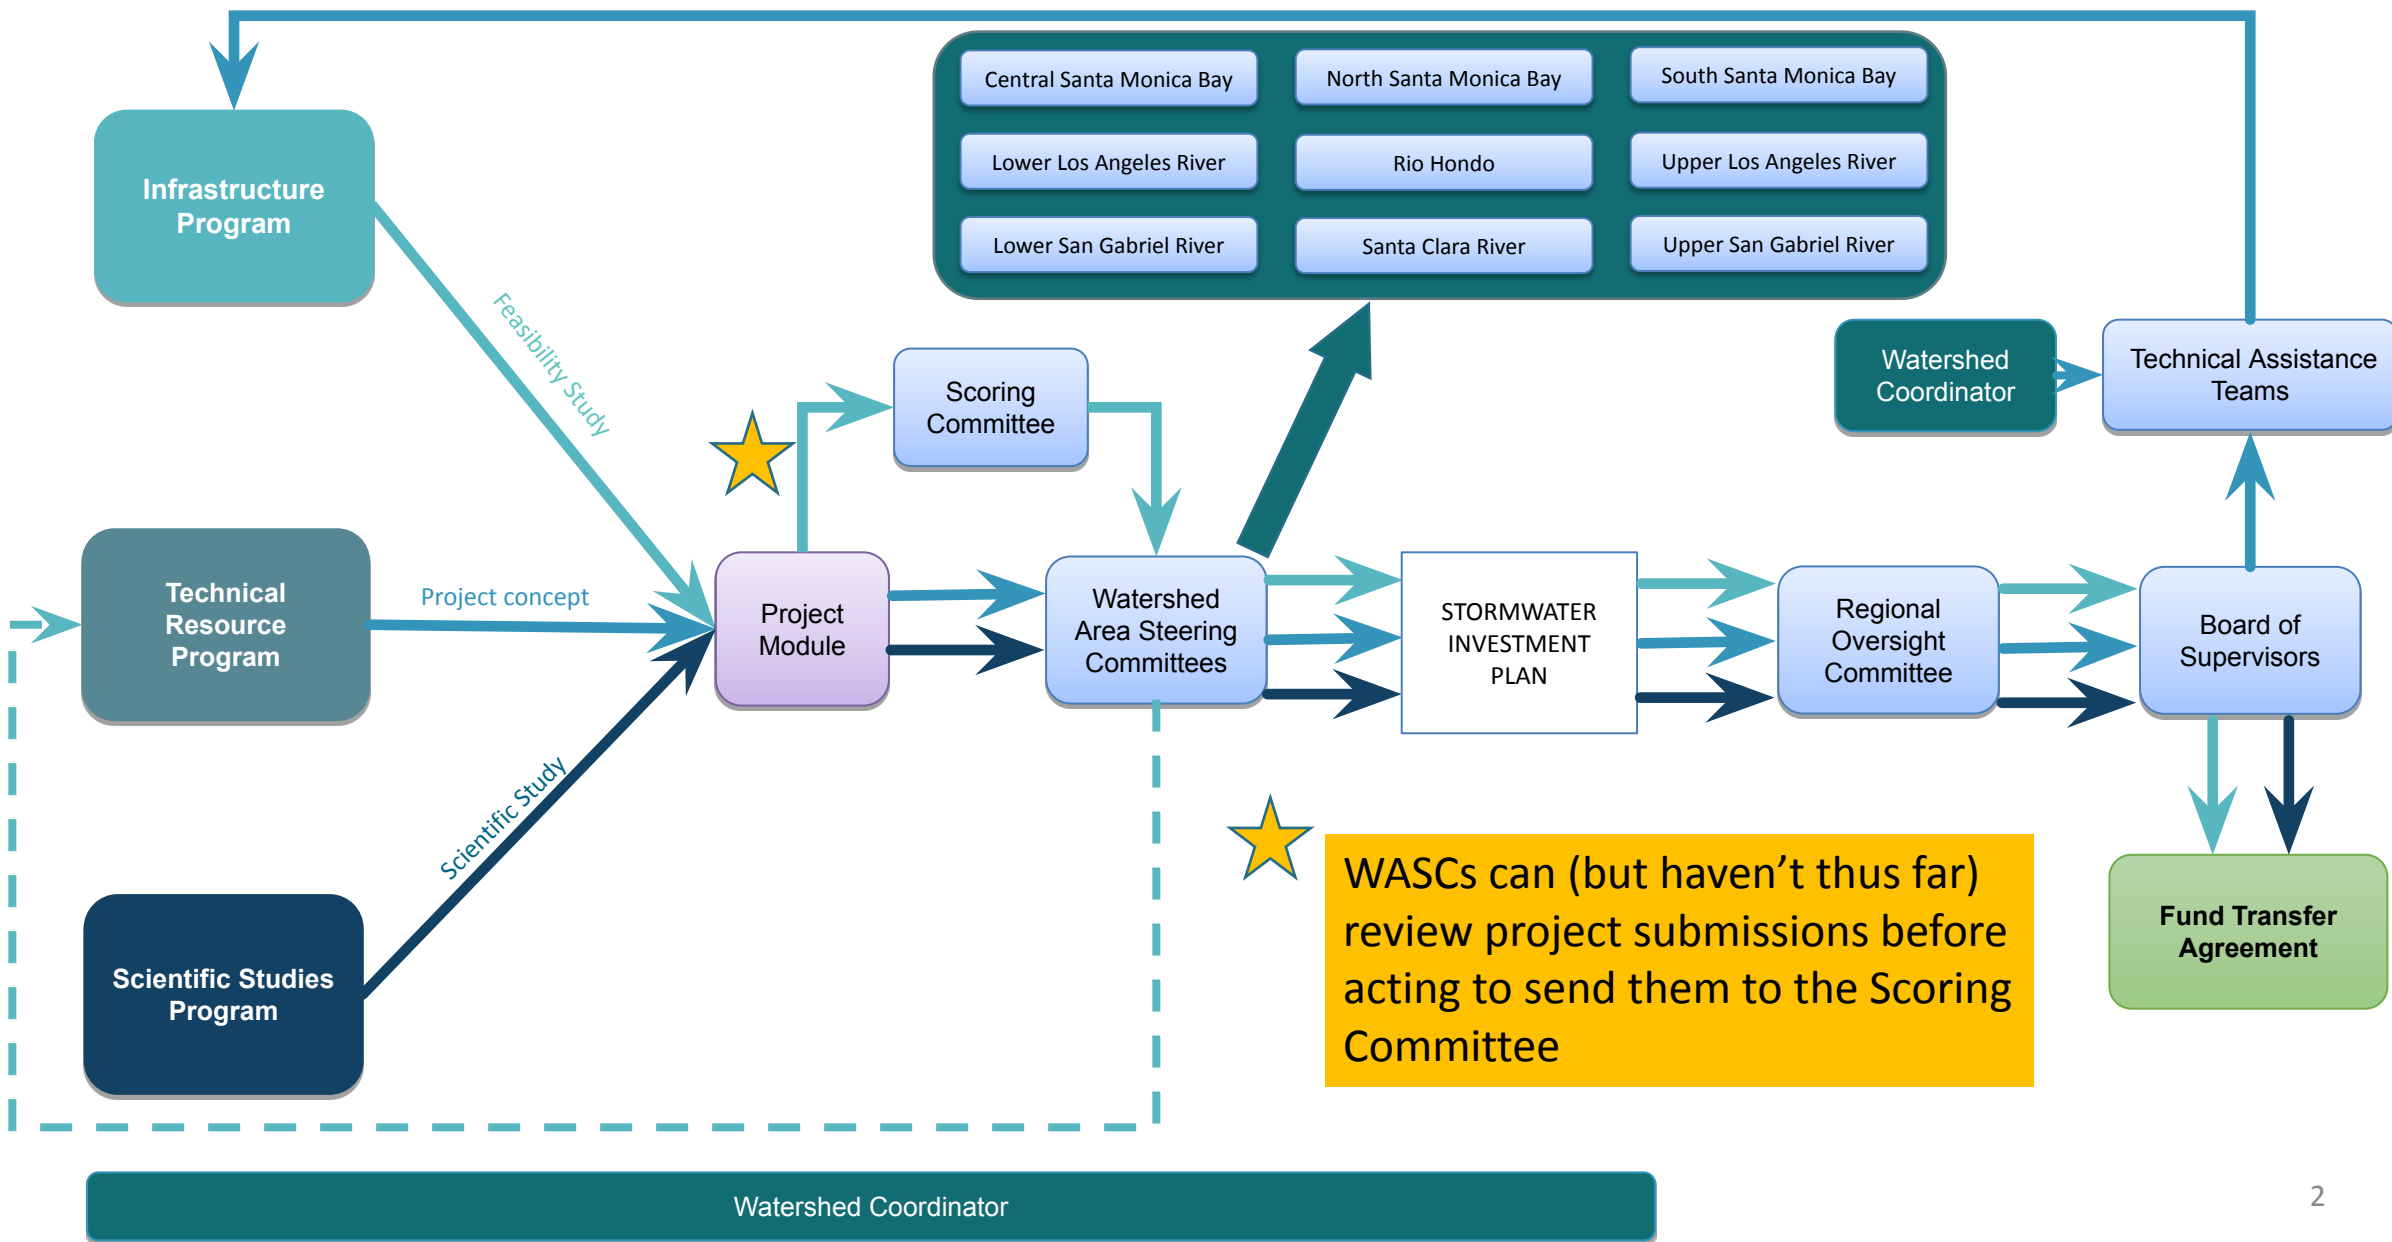 Central Santa Monica Bay
North Santa Monica Bay
South Santa Monica Bay
Lower Los Angeles River
Rio Hondo
Upper Los Angeles River
Lower San Gabriel River
Santa Clara River
Upper San Gabriel River
Infrastructure
Program
Feasibility Study
Scoring
Committee
Watershed
Coordinator
Technical Assistance
Teams
Technical
Resource
Program
Project concept
Project
Module
Watershed
Area Steering
Committees
STORMWATER
INVESTMENT
PLAN
Regional
Oversight
Committee
Board of
Supervisors
Scientific Study
Scientific Studies
Program
WASCs can (but haven’t thus far)
review project submissions before
acting to send them to the Scoring
Committee
Fund Transfer
Agreement
Watershed Coordinator
2